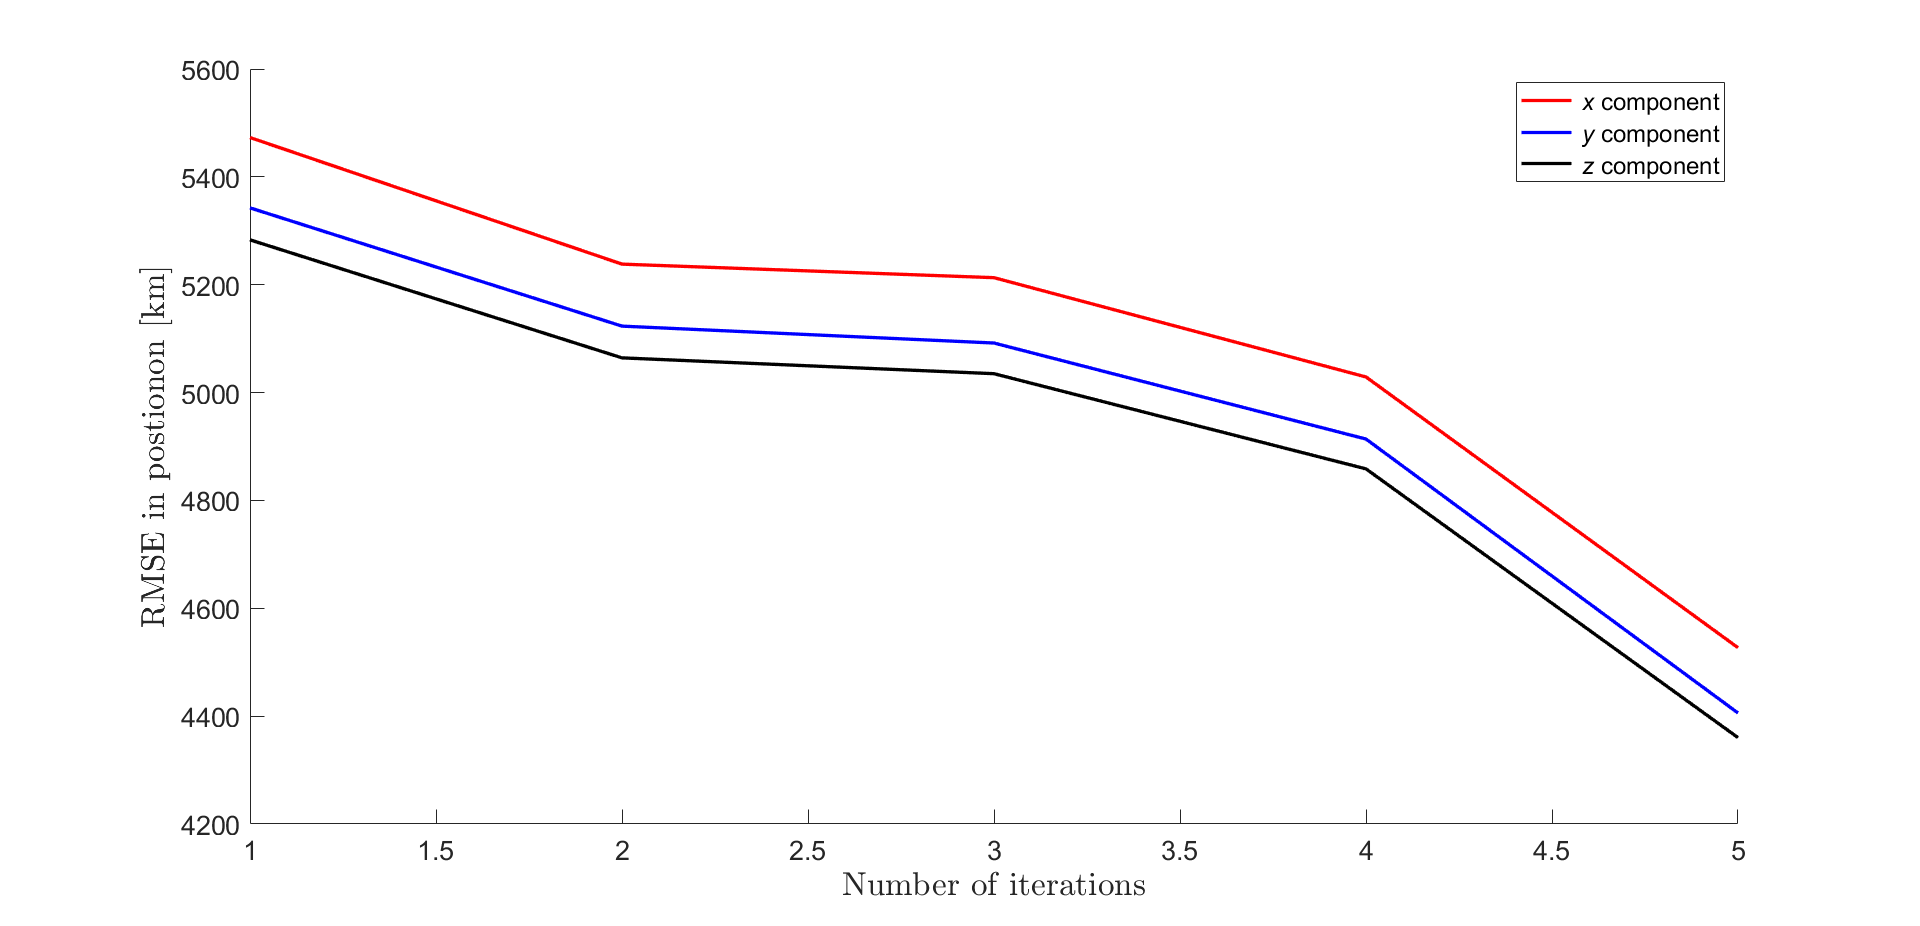 5600
5400
5200
5000
4800
4600
4400
4200
RMSE in postionon [km]
x component
y component
z component
1 1.5 2 2.5 3 3.5 4 4.5 5
Number of iterations